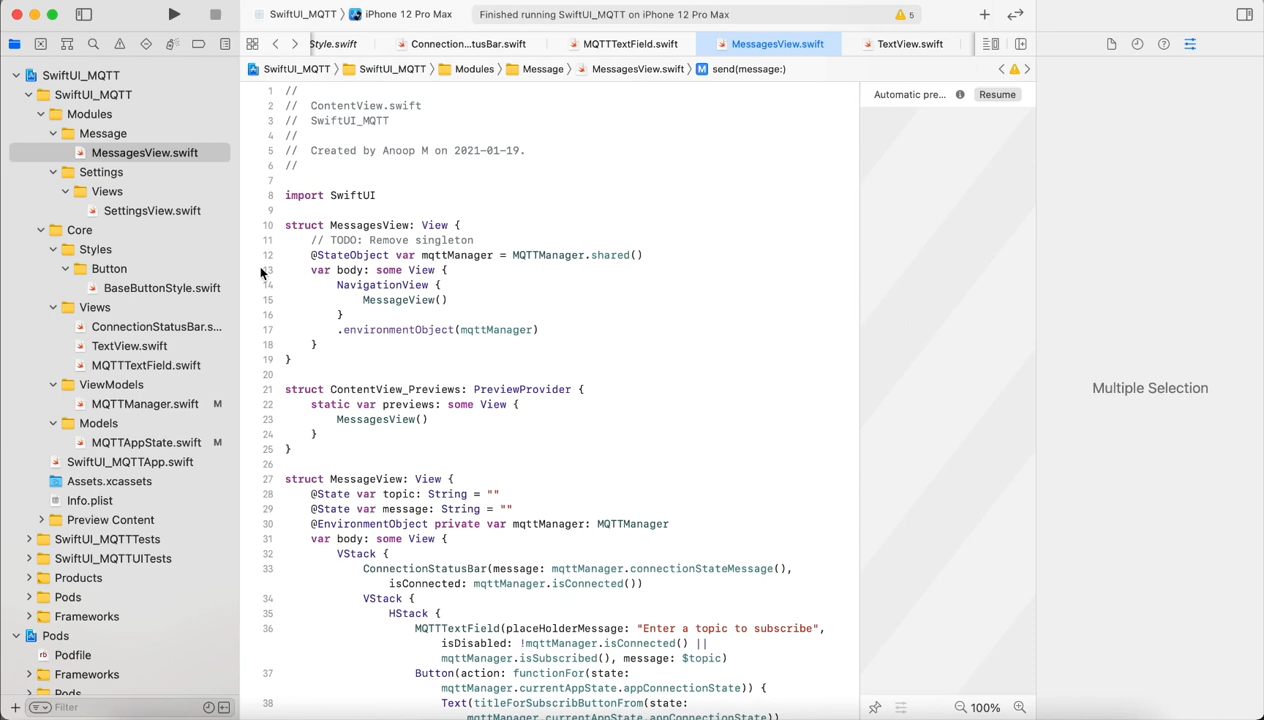 SwiftUI_MQTT
iPhone 12 Pro Max
Finished running SwiftUI_MQTT on iPhone 12 Pro Max
5
Style.swift
Connection...tusBar.swift
MQTTTextField.swift
MessagesView.swift
TextView.swift
SwiftUI_MQTT
SwiftUI_MQTT
Modules
Message
MessagesView.swift
M send(message:)
SwiftUI_MQTT
SwiftUI_MQTT
Modules
Message
MessagesView.swift
Settings
Views
SettingsView.swift
Core
Styles
Button
BaseButtonStyle.swift
Views
ConnectionStatusBar.s...
TextView.swift
MQTTTextField.swift
ViewModels
MQTTManager.swift M
Models
MQTTAppState.swift M
SwiftUI_MQTTApp.swift
Assets.xcassets
Info.plist
Preview Content
SwiftUI_MQTTTests
SwiftUI_MQTTUITests
Products
Pods
Frameworks
Pods
rb Podfile
Frameworks
Pods
Filter
1 //
2 // ContentView.swift
3 // SwiftUI_MQTT
4 //
5 // Created by Anoop M on 2021-01-19.
6 //
7
8 import SwiftUI
9
10 struct MessagesView: View {
11 // TODO: Remove singleton
12 @StateObject var mqttManager = MQTTManager.shared()
13 var body: some View {
14 NavigationView {
15 MessageView()
16 }
17 .environmentObject(mqttManager)
18 }
19 }
20
21 struct ContentView_Previews: PreviewProvider {
22 static var previews: some View {
23 MessagesView()
24 }
25 }
26
27 struct MessageView: View {
28 @State var topic: String = ""
29 @State var message: String = ""
30 @EnvironmentObject private var mqttManager: MQTTManager
31 var body: some View {
32 VStack {
33 ConnectionStatusBar(message: mqttManager.connectionStateMessage(),
isConnected: mqttManager.isConnected())
34 VStack {
35 HStack {
36 MQTTTextField(placeHolderMessage: "Enter a topic to subscribe",
isDisabled: !mqttManager.isConnected() ||
mqttManager.isSubscribed(), message: $topic)
37 Button(action: functionFor(state:
mqttManager.currentAppState.appConnectionState)) {
38 Text(titleForSubscribButtonFrom(state:
mqttManager.currentAppState.appConnectionState))
Automatic pre...
Resume
100%
Multiple Selection